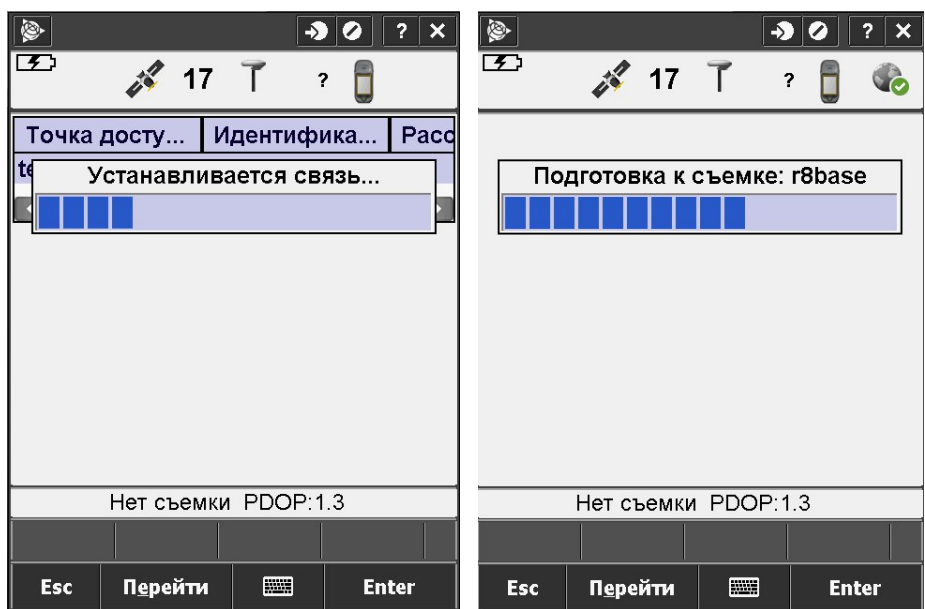 ? ×
17 ?
Точка досту... Идентифика... Расс
te
Устанавливается связь...
Нет съемки PDOP:1.3
Esc Перейти Enter
? ×
17 ?
Подготовка к съемке: r8base
Нет съемки PDOP:1.3
Esc Перейти Enter